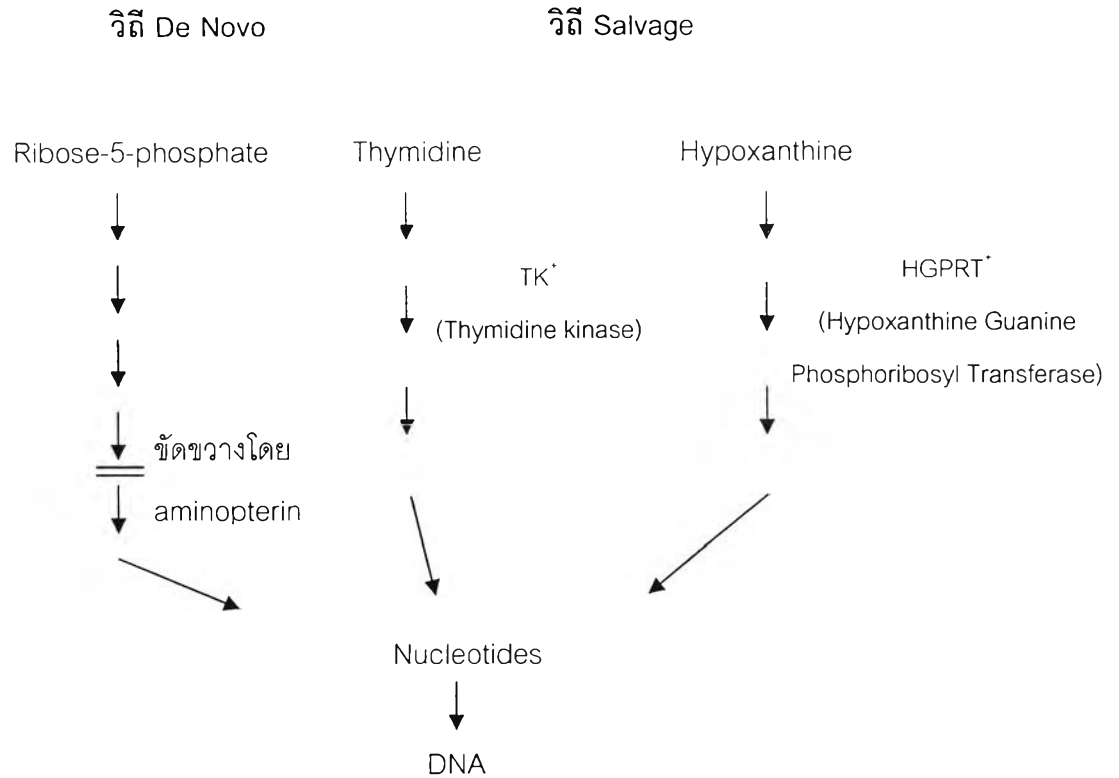 วิถี De Novo
วิถี Salvage
Ribose-5-phosphate
Thymidine
Hypoxanthine
TK⁺
(Thymidine kinase)
HGPRT⁺
(Hypoxanthine Guanine
Phosphoribosyl Transferase)
ขัดขวางโดย
aminopterin
Nucleotides
DNA